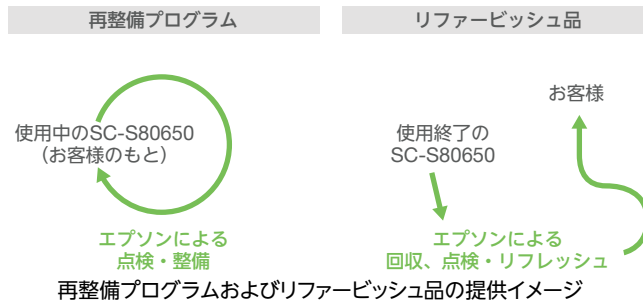 再整備プログラム
使用中のSC-S80650
（お客様のもと）
エプソンによる
点検・整備
リファービッシュ品
お客様
使用終了の
SC-S80650
エプソンによる
回収、点検・リフレッシュ
再整備プログラムおよびリファービッシュ品の提供イメージ